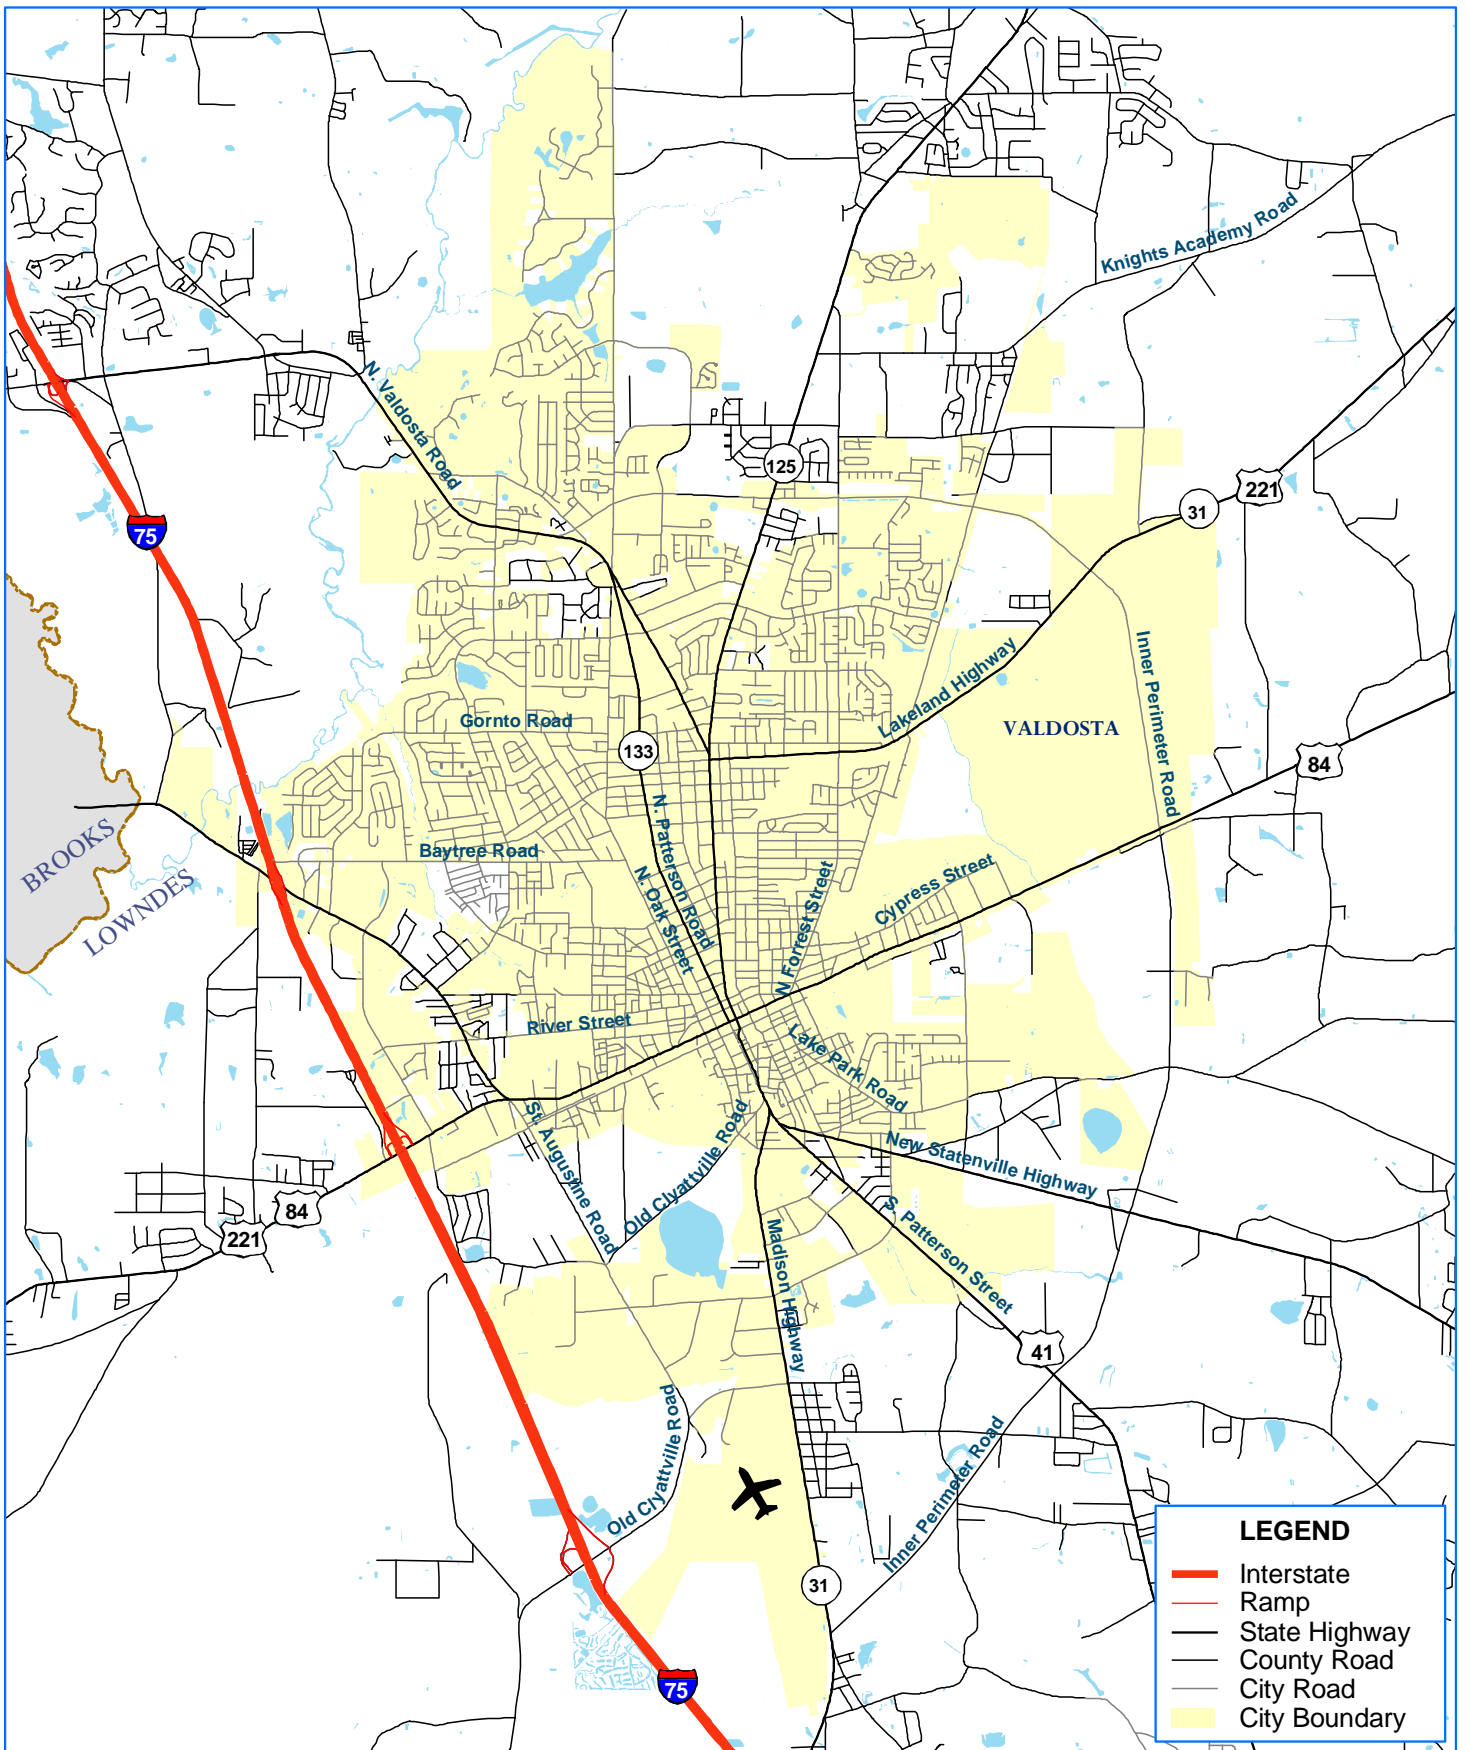 Knights Academy Road
N. Valdosta Road
125
221
31
75
Inner Perimeter Road
Lakeland Highway
Gornto Road
VALDOSTA
133
84
N. Patterson Road
BROOKS
Baytree Road
LOWNDES
N. Oak Street
N Forrest Street
Cypress Street
River Street
Lake Park Road
St. Augustine Road
Old Clyattville Road
New Statenville Highway
84
221
Madison Highway
S. Patterson Street
41
Old Clyattville Road
Inner Perimeter Road
31
75
LEGEND
Interstate
Ramp
State Highway
County Road
City Road
City Boundary